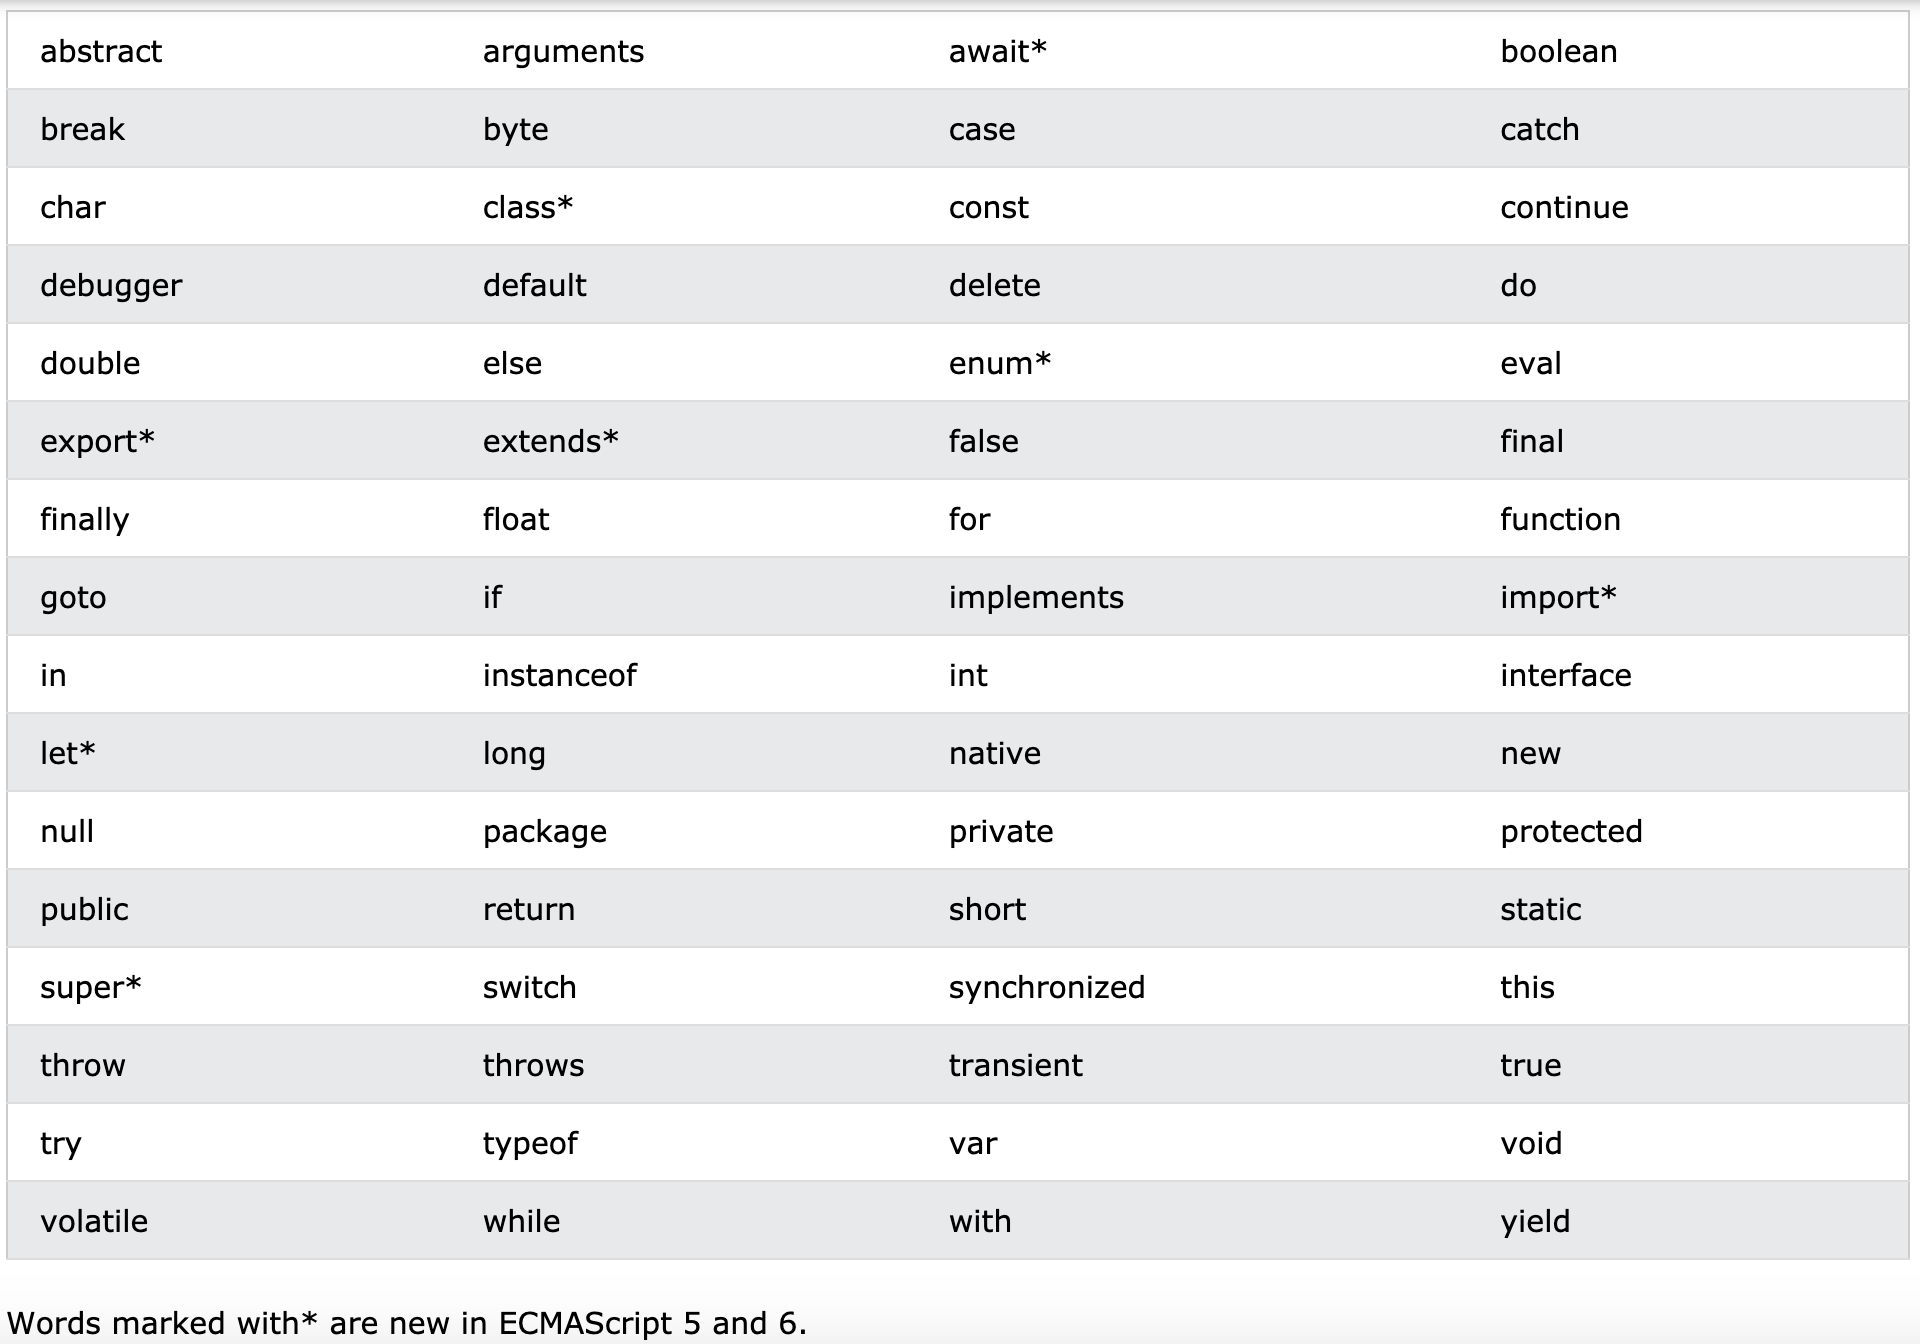 abstract arguments await* boolean
break byte case catch
char class* const continue
debugger default delete do
double else enum* eval
export* extends* false final
finally float for function
goto if implements import*
in instanceof int interface
let* long native new
null package private protected
public return short static
super* switch synchronized this
throw throws transient true
try typeof var void
volatile while with yield
Words marked with* are new in ECMAScript 5 and 6.